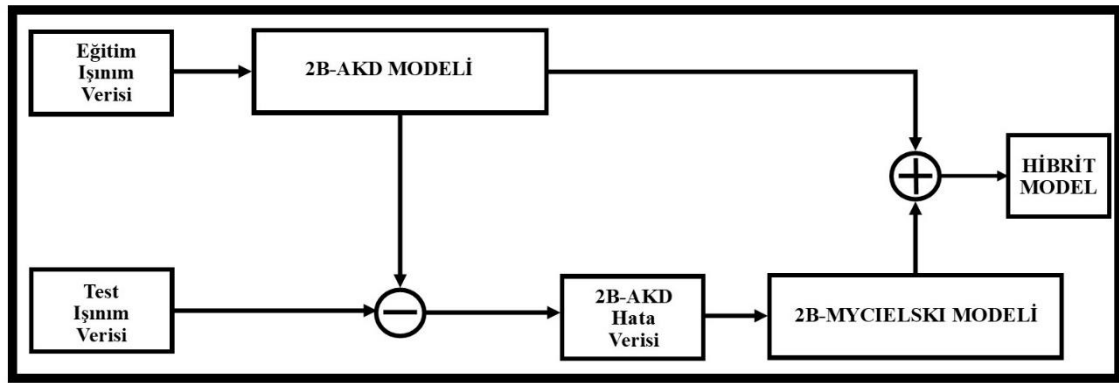 Eğitim
Işınım
Verisi
2B-AKD MODELİ
HİBRİT
MODEL
Test
Işınım
Verisi
2B-AKD
Hata
Verisi
2B-MYCIELSKI MODELİ